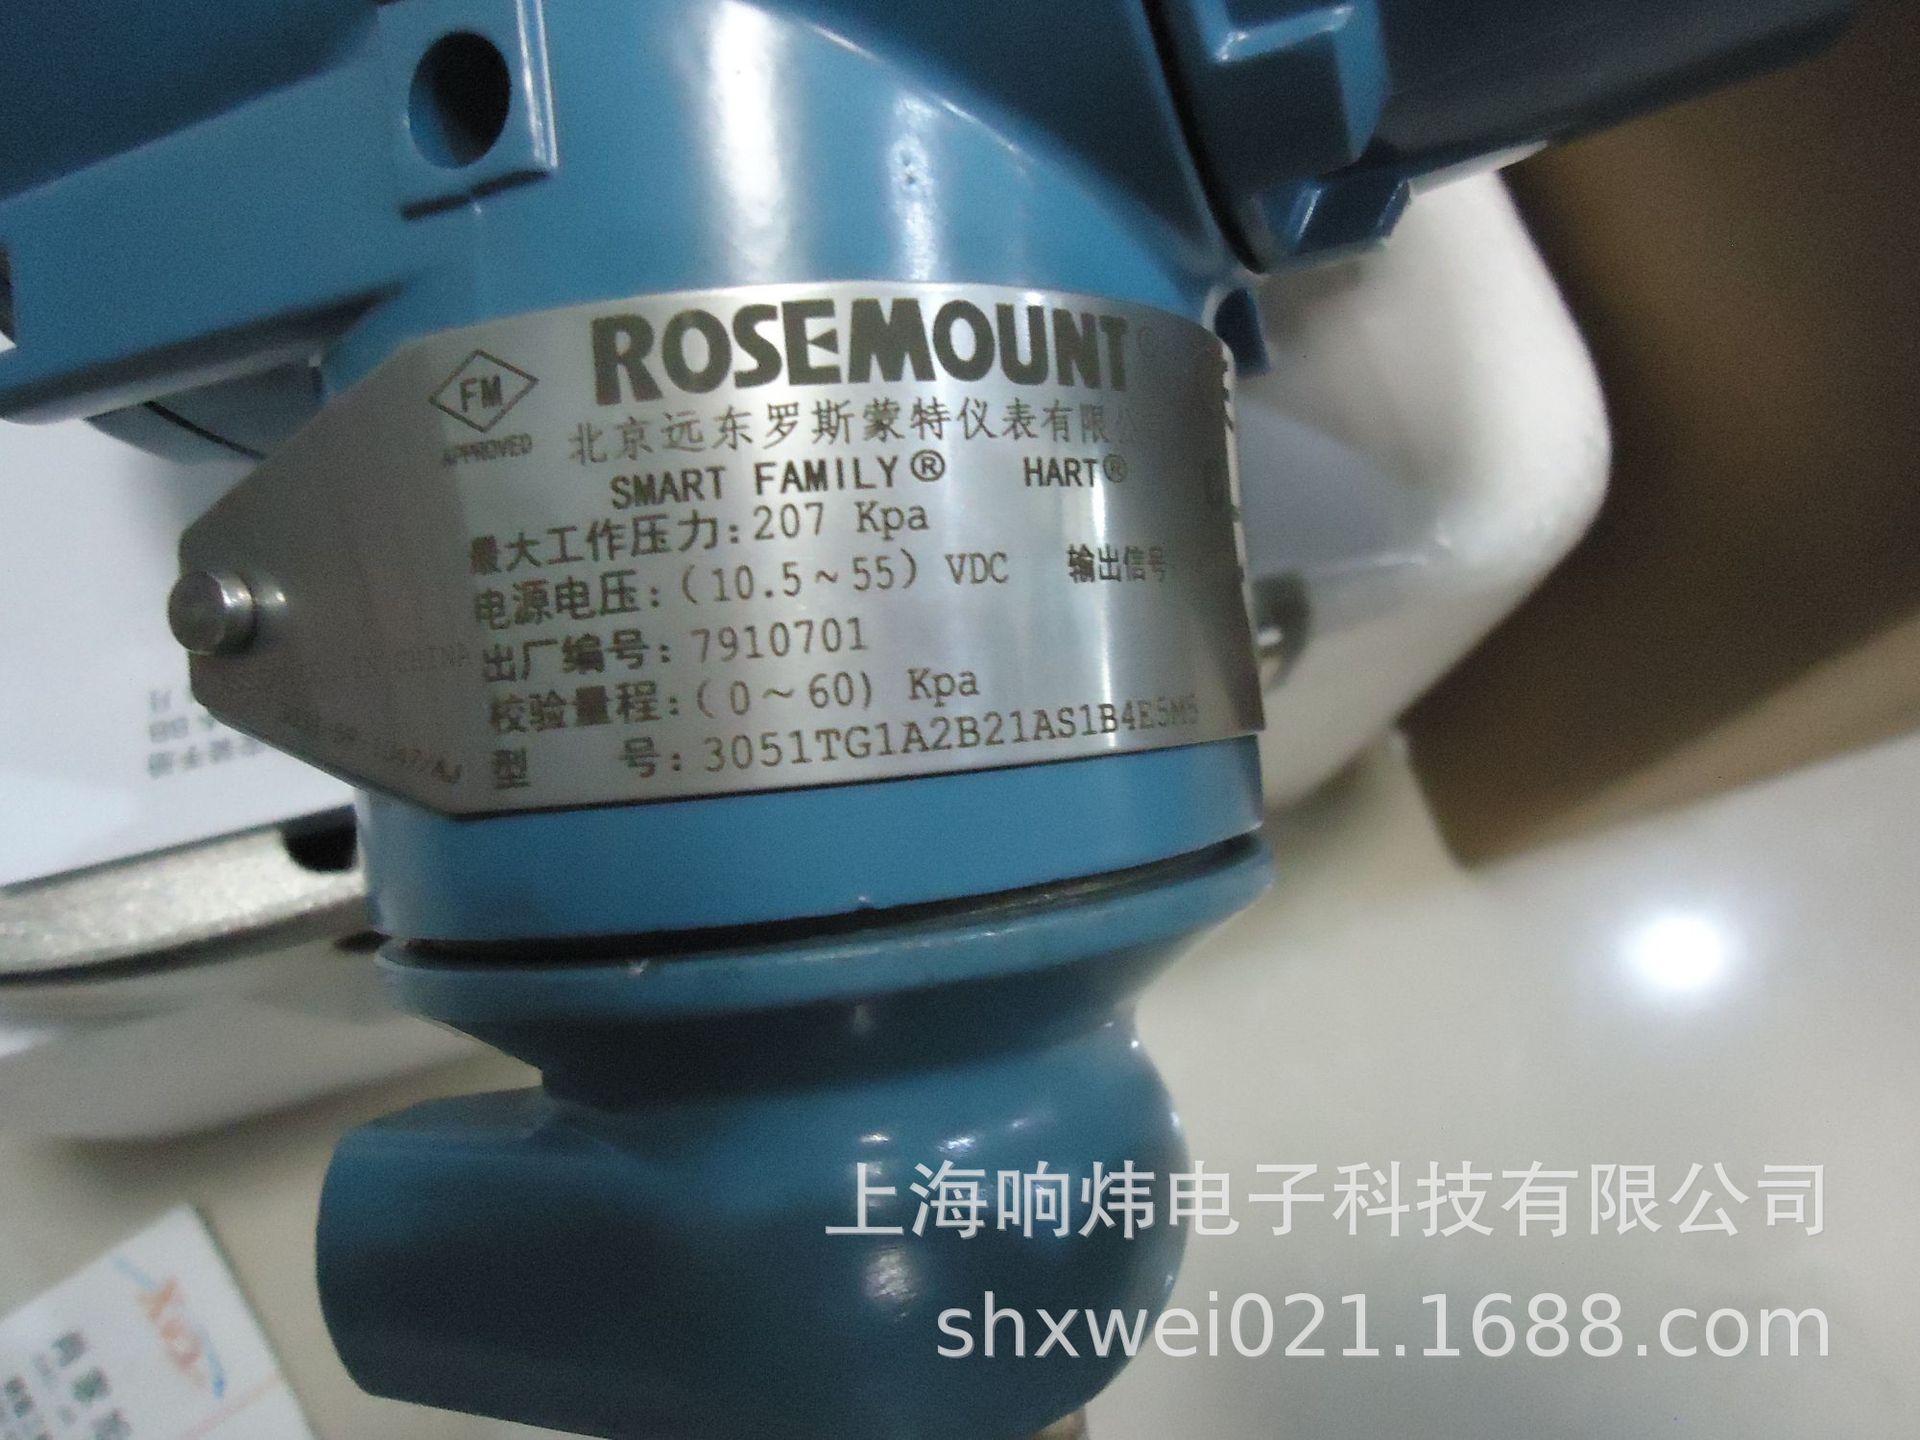 ROSEMOUNT
FM
APPROVED
北京远东罗斯蒙特仪表有限公
SMART FAMILY® HART®
最大工作压力:207 Kpa
电源电压:(10.5~55) VDC 输出信号
出厂编号:7910701
校验量程:(0~60) Kpa
型 号:3051TG1A2B21AS1B4E5M5
CHINA
上海响炜电子科技有限公司
shxwei021.1688.com